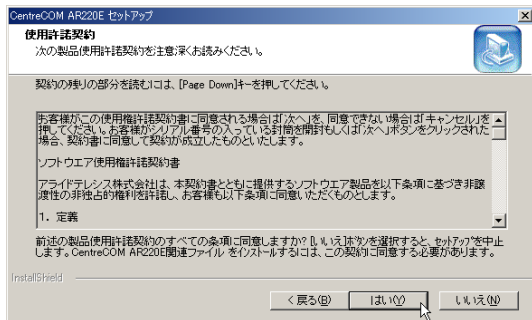 CentreCOM AR220E セットアップ
使用許諾契約
次の製品使用許諾契約を注意深くお読みください。
契約の残りの部分を読むには、[Page Down]キーを押してください。
お客様がこの使用権許諾契約書に同意される場合は「次へ」を、同意できない場合は「キャンセル」を
押してください。お客様がシリアル番号の入っている封筒を開封もしくは「次へ」ボタンをクリックされた
場合、契約書に同意して契約が成立したものといたします。
ソフトウエア使用権許諾契約書
アライドテレシス株式会社は、本契約書とともに提供するソフトウエア製品を以下条項に基づき非譲
渡性の非独占的権利を許諾し、お客様も以下条項に同意いただくものとします。
1. 定義
前述の製品使用許諾契約のすべての条項に同意しますか? [いいえ]ボタンを選択すると、セットアップを中止
します。CentreCOM AR220E関連ファイル をインストールするには、この契約に同意する必要があります。
InstallShield
< 戻る(B)
はい(Y)
いいえ(N)